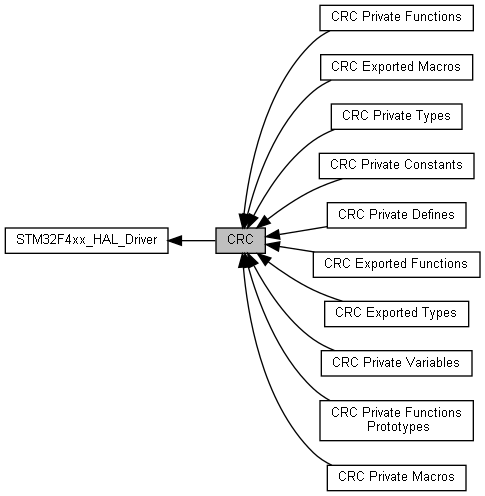 CRC Private Functions
CRC Exported Macros
CRC Private Types
CRC Private Constants
CRC Private Defines
STM32F4xx_HAL_Driver
CRC
CRC Exported Functions
CRC Exported Types
CRC Private Variables
CRC Private Functions
Prototypes
CRC Private Macros